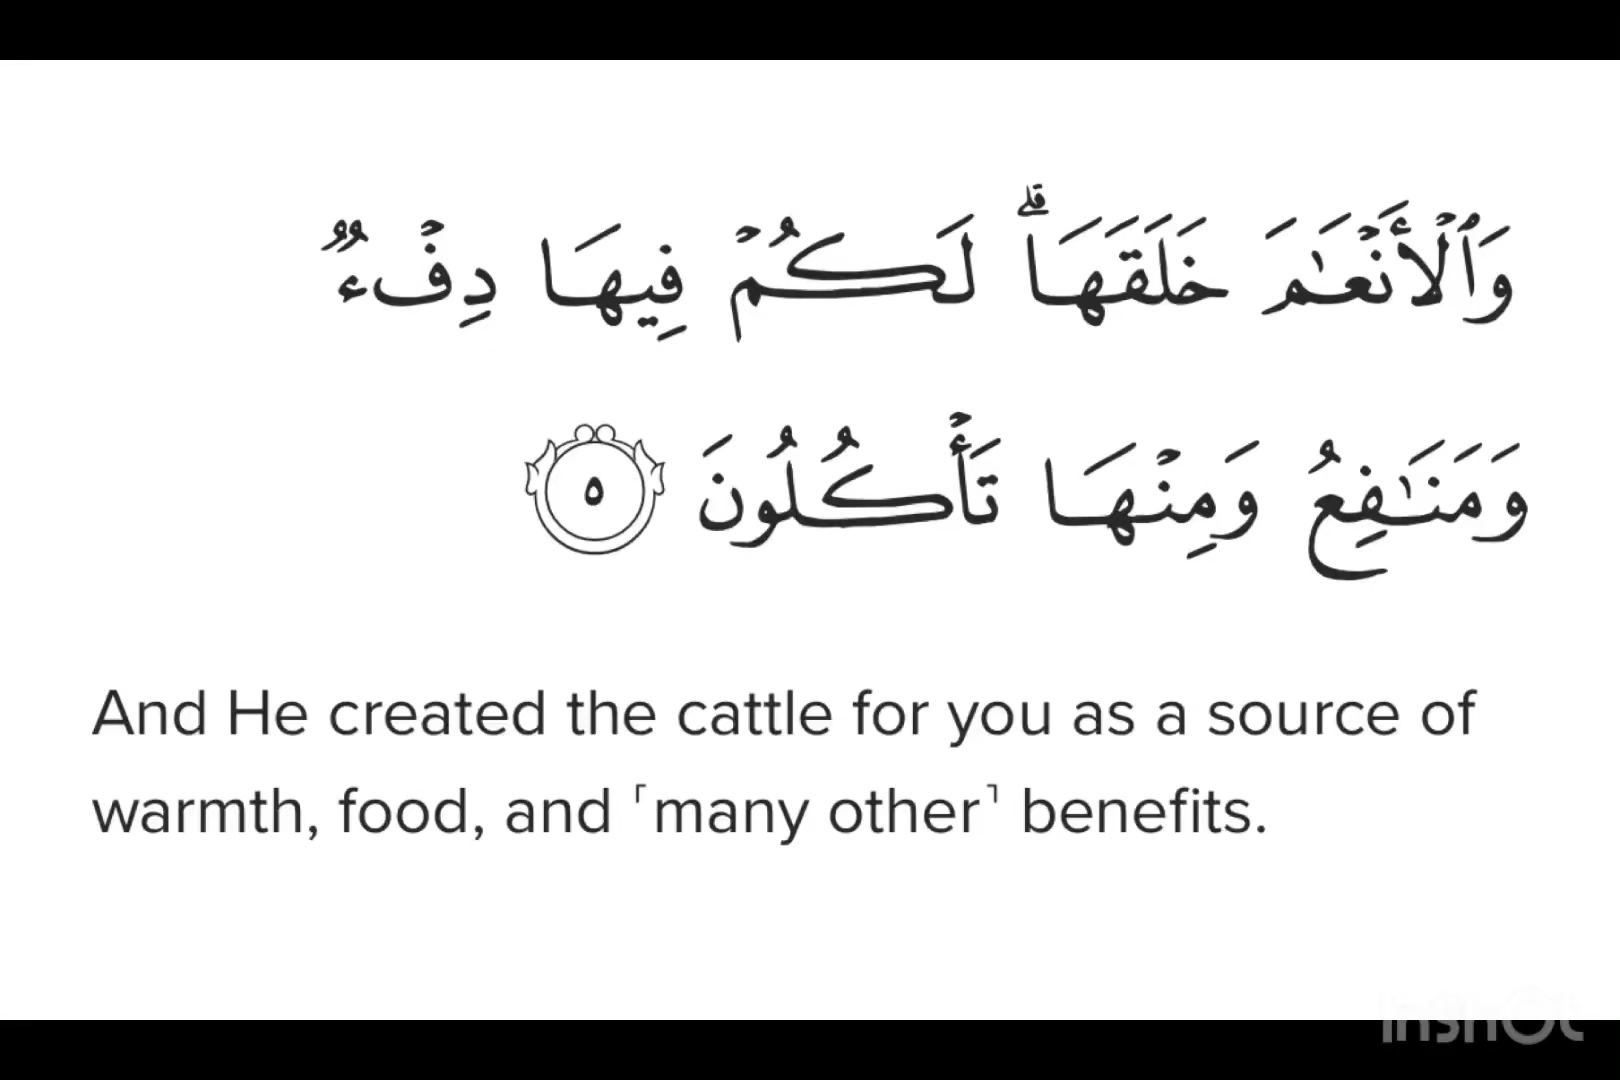 وَٱلْأَنْعَـٰمَ خَلَقَهَا ۗ لَكُمْ فِيهَا دِفْءٌ
وَمَنَـٰفِعُ وَمِنْهَا تَأْكُلُونَ ٥
And He created the cattle for you as a source of
warmth, food, and ˹many other˺ benefits.
INSHOT